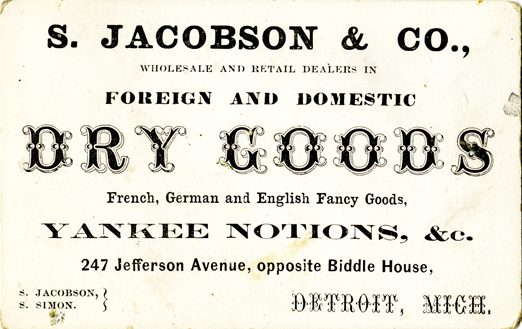 S. JACOBSON & CO.,
WHOLESALE AND RETAIL DEALERS IN
FOREIGN AND DOMESTIC
DRY GOODS
French, German and English Fancy Goods,
YANKEE NOTIONS, &c.
247 Jefferson Avenue, opposite Biddle House,
S. JACOBSON, }
S. SIMON. }
DETROIT, MICH.